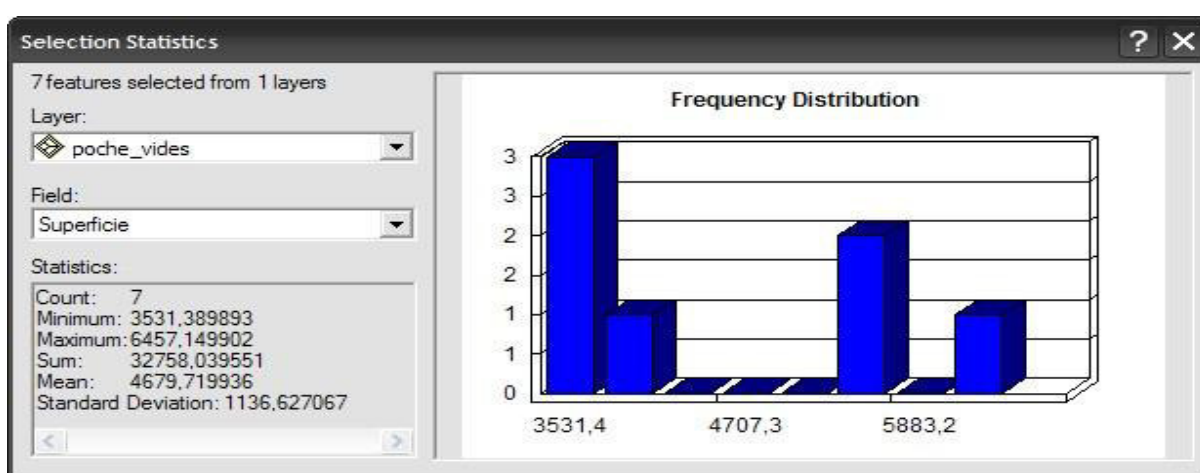 Selection Statistics
7 features selected from 1 layers
Layer:
poche_vides
Field:
Superficie
Statistics:
Count: 7
Minimum: 3531,389893
Maximum: 6457,149902
Sum: 32758,039551
Mean: 4679,719936
Standard Deviation: 1136,627067
Frequency Distribution
3
3
2
2
1
1
0
3531,4 4707,3 5883,2